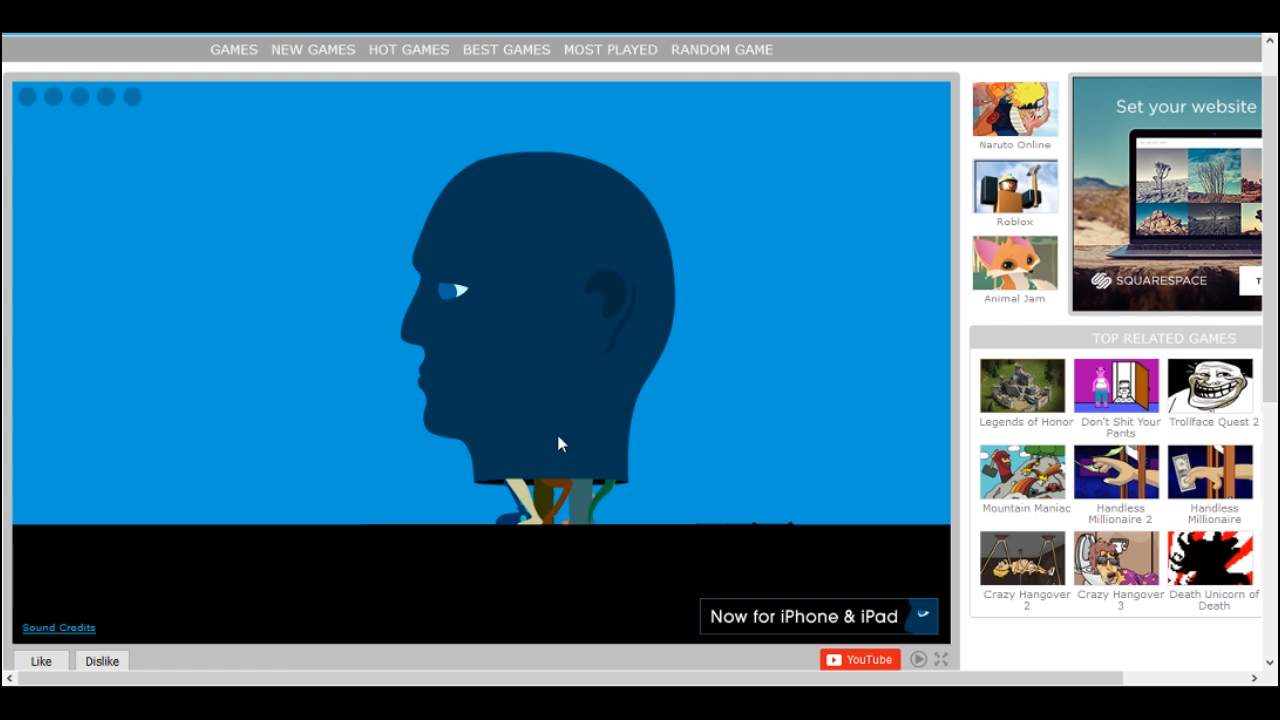 GAMES NEW GAMES HOT GAMES BEST GAMES MOST PLAYED RANDOM GAME
Naruto Online
Roblox
Animal Jam
Set your website
SQUARESPACE
TOP RELATED GAMES
Legends of Honor
Don't Shit Your
Pants
Trollface Quest 2
Mountain Maniac
Handless
Millionaire 2
Handless
Millionaire
Crazy Hangover
2
Crazy Hangover
3
Death Unicorn of
Death
Now for iPhone & iPad
Sound Credits
Like
Dislike
YouTube